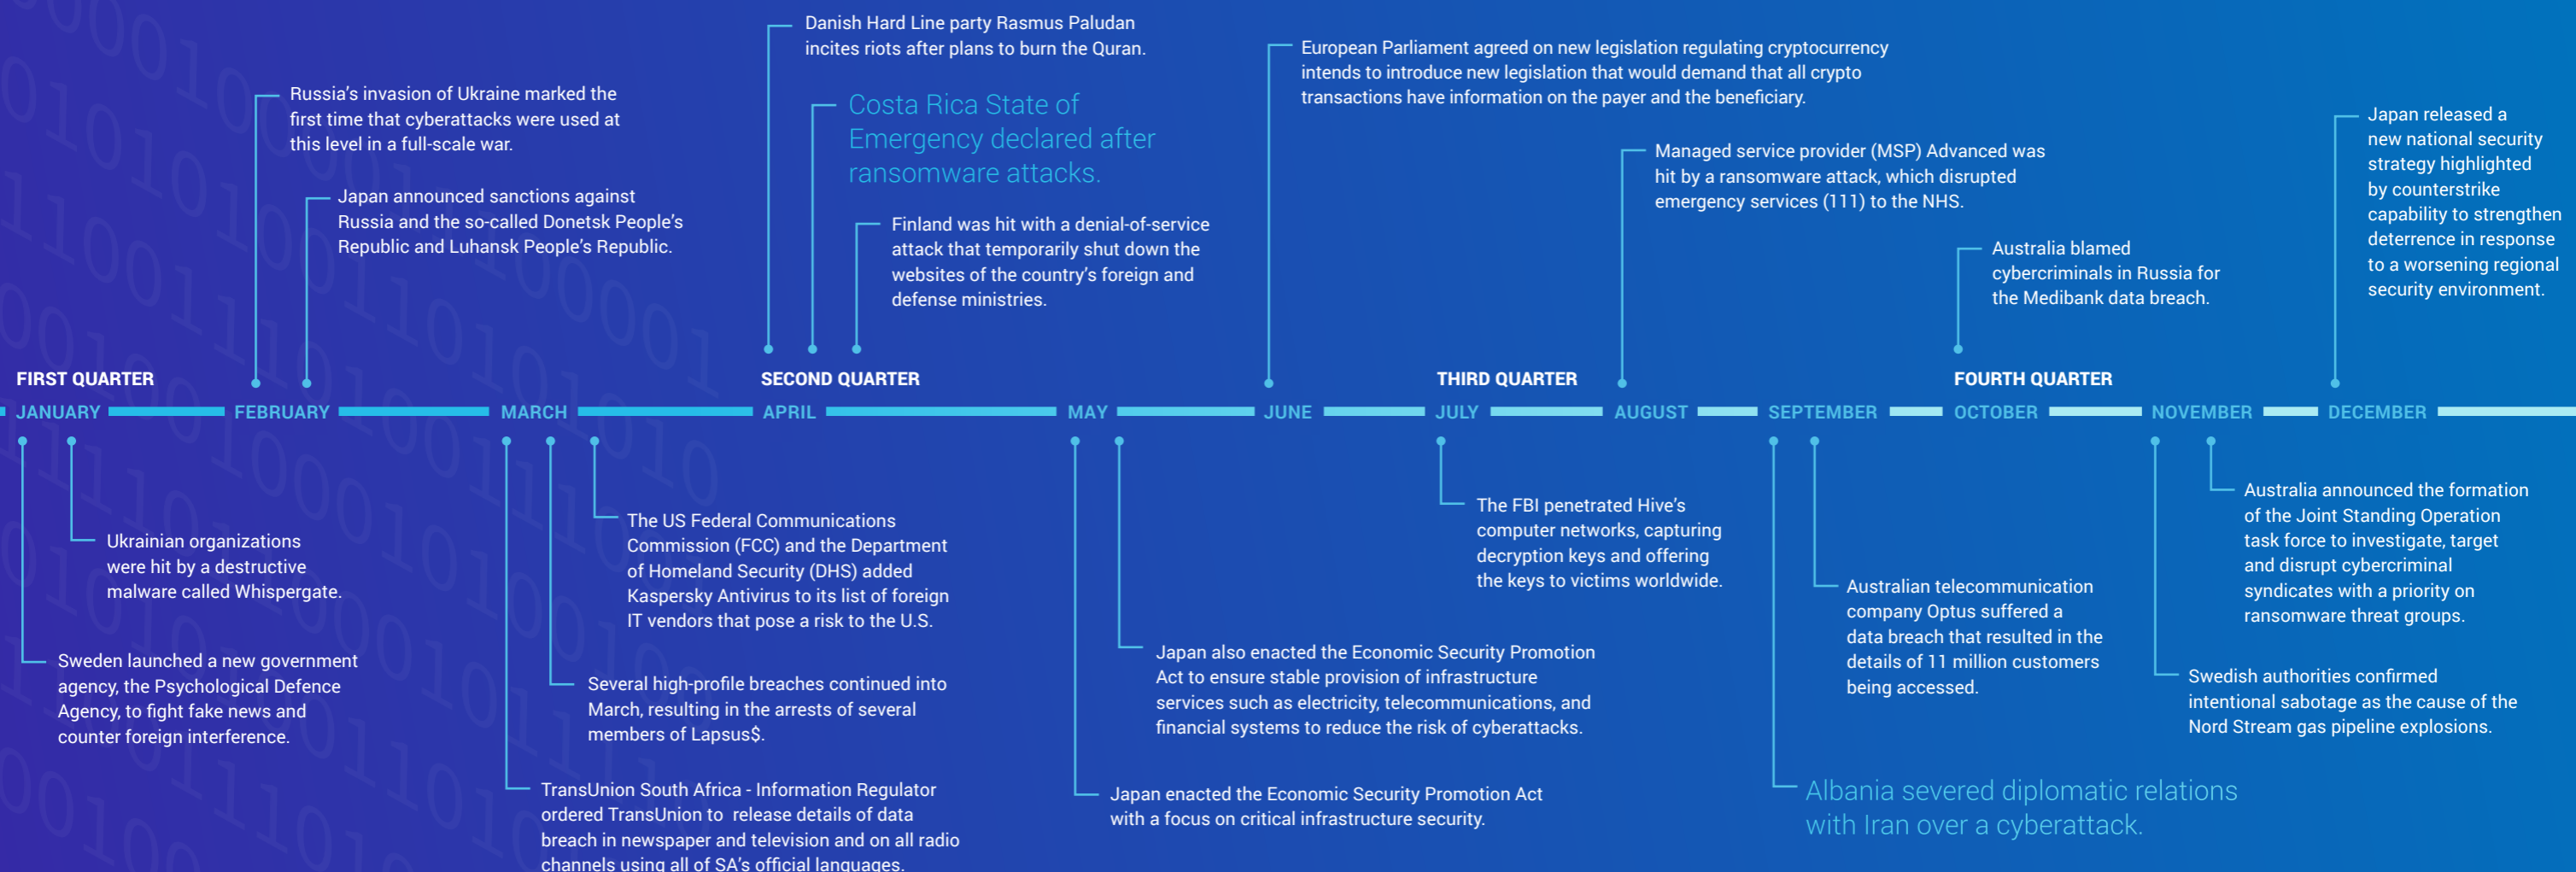 Danish Hard Line party Rasmus Paludan
incites riots after plans to burn the Quran.
European Parliament agreed on new legislation regulating cryptocurrency
intends to introduce new legislation that would demand that all crypto
transactions have information on the payer and the beneficiary.
Russia's invasion of Ukraine marked the
first time that cyberattacks were used at
this level in a full-scale war.
Costa Rica State of
Emergency declared after
ransomware attacks.
Japan released a
new national security
strategy highlighted
by counterstrike
capability to strengthen
deterrence in response
to a worsening regional
security environment.
Managed service provider (MSP) Advanced was
hit by a ransomware attack, which disrupted
emergency services (111) to the NHS.
Japan announced sanctions against
Russia and the so-called Donetsk People's
Republic and Luhansk People's Republic.
Finland was hit with a denial-of-service
attack that temporarily shut down the
websites of the country's foreign and
defense ministries.
Australia blamed
cybercriminals in Russia for
the Medibank data breach.
FIRST QUARTER
SECOND QUARTER
THIRD QUARTER
FOURTH QUARTER
JANUARY
FEBRUARY
MARCH
APRIL
MAY
JUNE
JULY
AUGUST
SEPTEMBER
OCTOBER
NOVEMBER
DECEMBER
Ukrainian organizations
were hit by a destructive
malware called Whispergate.
Sweden launched a new government
agency, the Psychological Defence
Agency, to fight fake news and
counter foreign interference.
The US Federal Communications
Commission (FCC) and the Department
of Homeland Security (DHS) added
Kaspersky Antivirus to its list of foreign
IT vendors that pose a risk to the U.S.
Several high-profile breaches continued into
March, resulting in the arrests of several
members of Lapsus$.
TransUnion South Africa - Information Regulator
ordered TransUnion to release details of data
breach in newspaper and television and on all radio
channels using all of SA's official languages.
Japan also enacted the Economic Security Promotion
Act to ensure stable provision of infrastructure
services such as electricity, telecommunications, and
financial systems to reduce the risk of cyberattacks.
Japan enacted the Economic Security Promotion Act
with a focus on critical infrastructure security.
The FBI penetrated Hive's
computer networks, capturing
decryption keys and offering
the keys to victims worldwide.
Australian telecommunication
company Optus suffered a
data breach that resulted in the
details of 11 million customers
being accessed.
Albania severed diplomatic relations
with Iran over a cyberattack.
Australia announced the formation
of the Joint Standing Operation
task force to investigate, target
and disrupt cybercriminal
syndicates with a priority on
ransomware threat groups.
Swedish authorities confirmed
intentional sabotage as the cause of the
Nord Stream gas pipeline explosions.